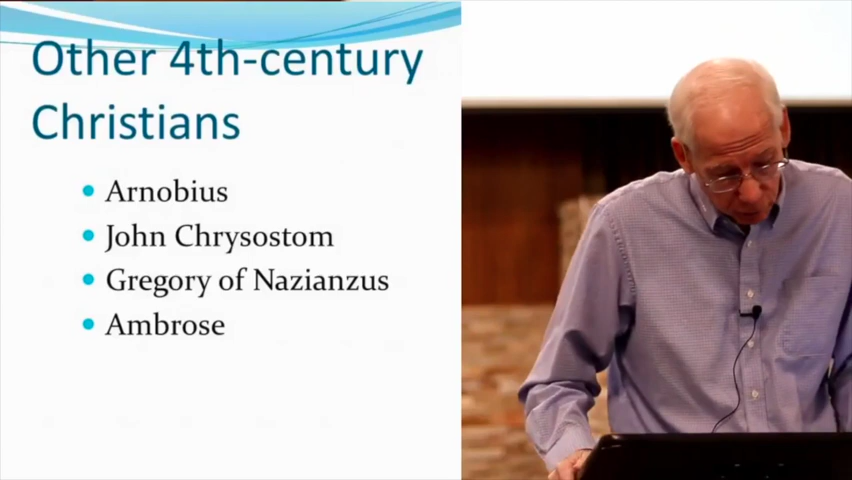 Other 4th-century
Christians
Arnobius
John Chrysostom
Gregory of Nazianzus
Ambrose